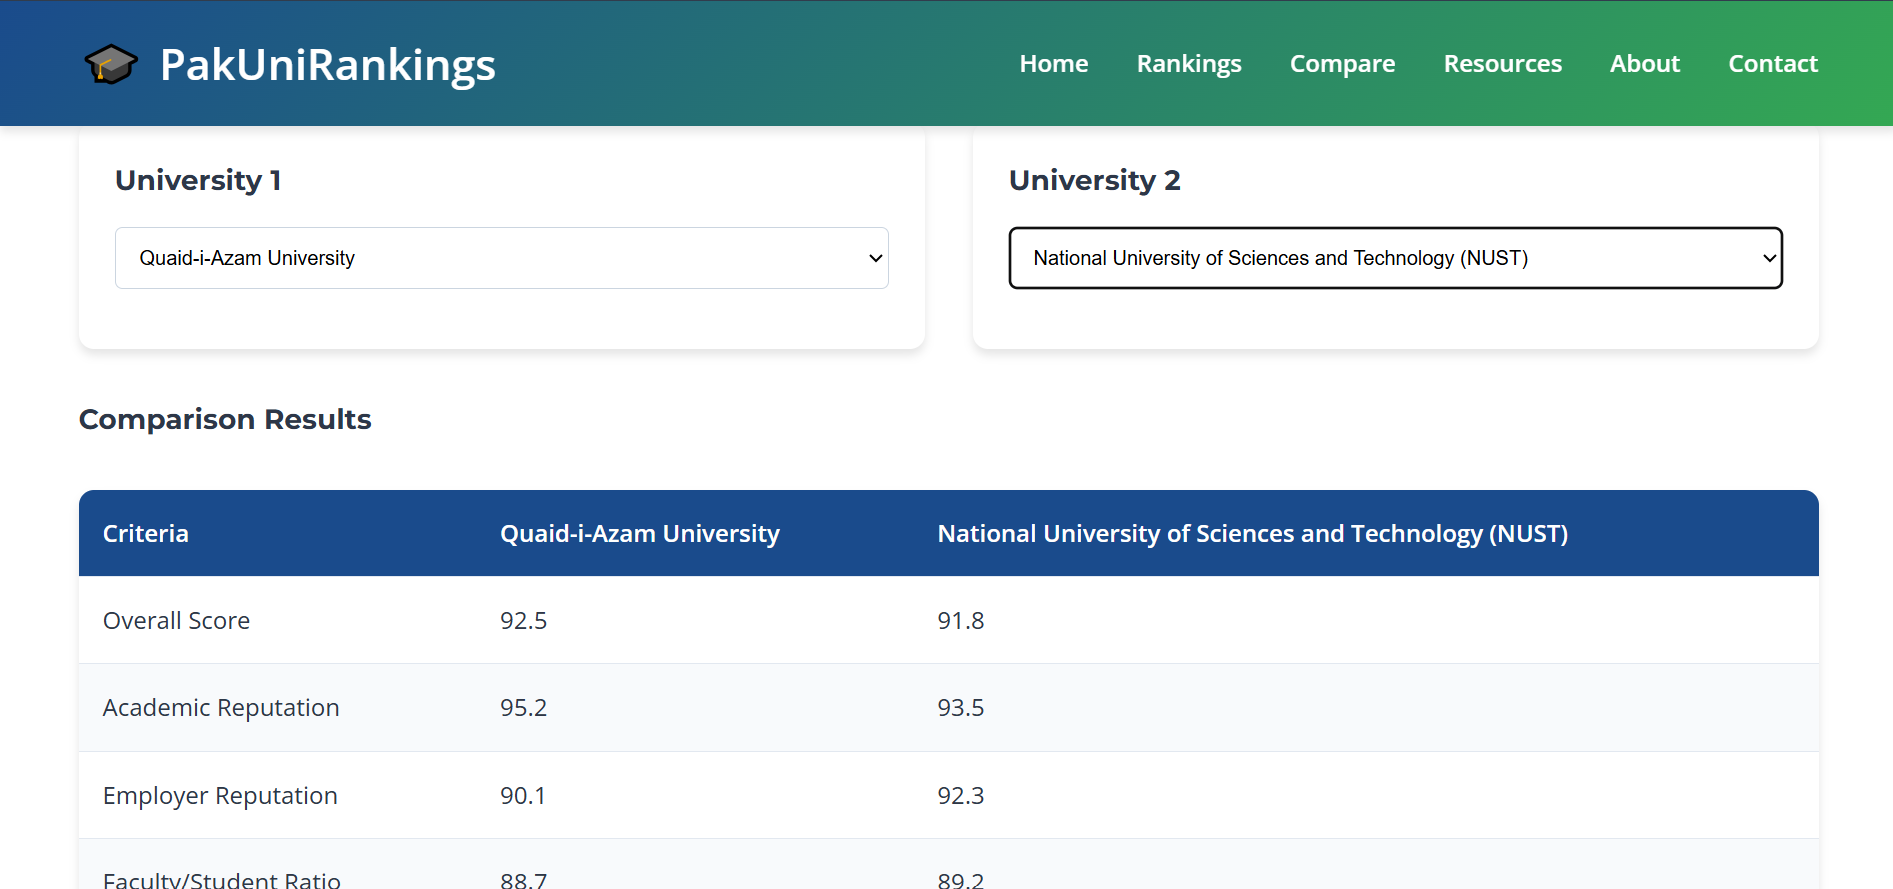 PakUniRankings
Home Rankings Compare Resources About Contact
University 1
Quaid-i-Azam University
University 2
National University of Sciences and Technology (NUST)
Comparison Results
Criteria Quaid-i-Azam University National University of Sciences and Technology (NUST)
Overall Score 92.5 91.8
Academic Reputation 95.2 93.5
Employer Reputation 90.1 92.3
Faculty/Student Ratio 88.7 89.2